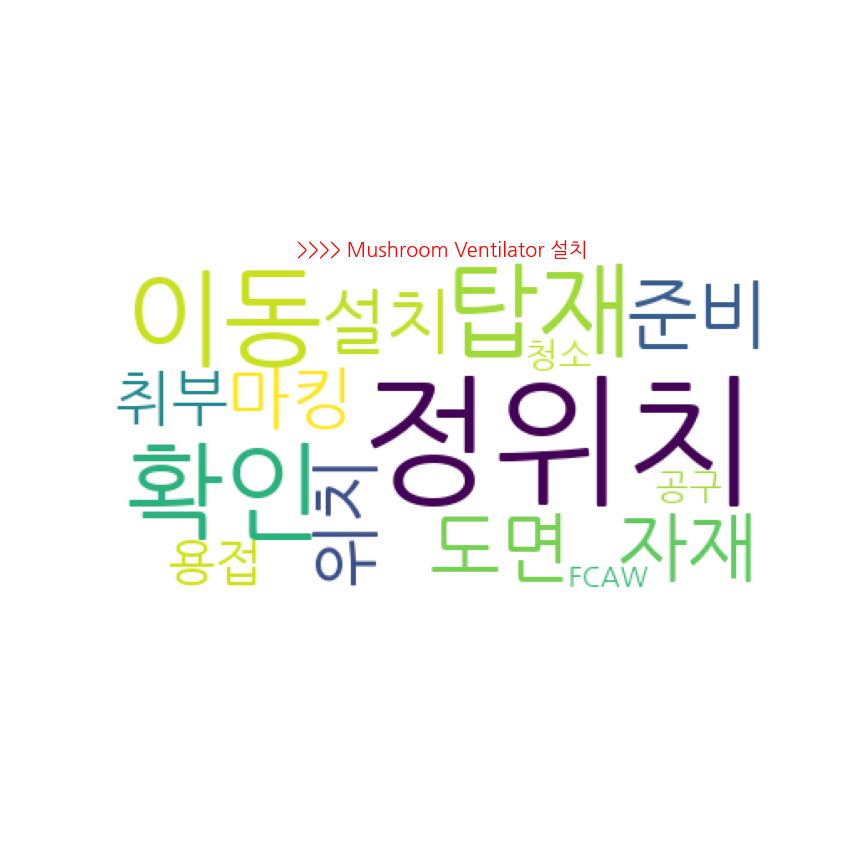 >>>> Mushroom Ventilator 설치
이동
설치
탑재
준비
청소
취부
마킹
정위치
확인
위치
공구
용접
도면
자재
FCAW